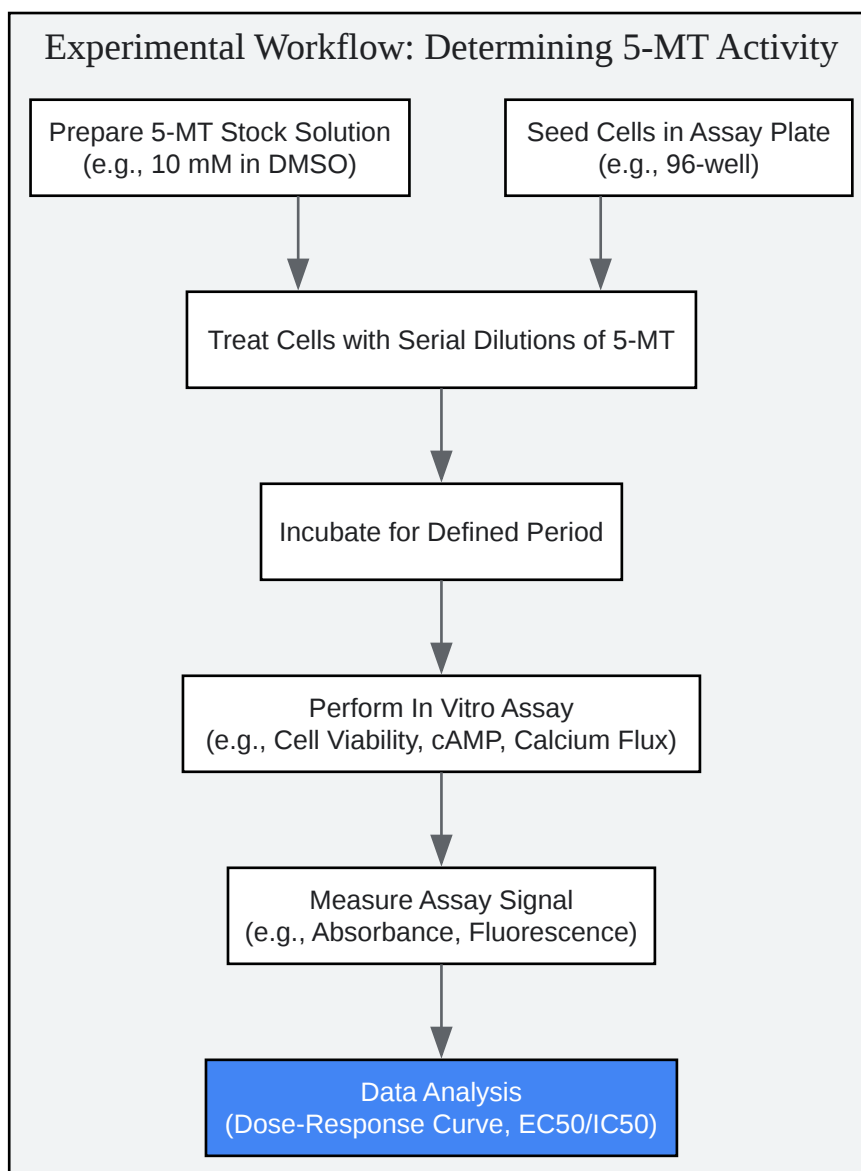 Experimental Workflow: Determining 5-MT Activity
Prepare 5-MT Stock Solution
(e.g., 10 mM in DMSO)
Seed Cells in Assay Plate
(e.g., 96-well)
Treat Cells with Serial Dilutions of 5-MT
Incubate for Defined Period
Perform In Vitro Assay
(e.g., Cell Viability, cAMP, Calcium Flux)
Measure Assay Signal
(e.g., Absorbance, Fluorescence)
Data Analysis
(Dose-Response Curve, EC50/IC50)